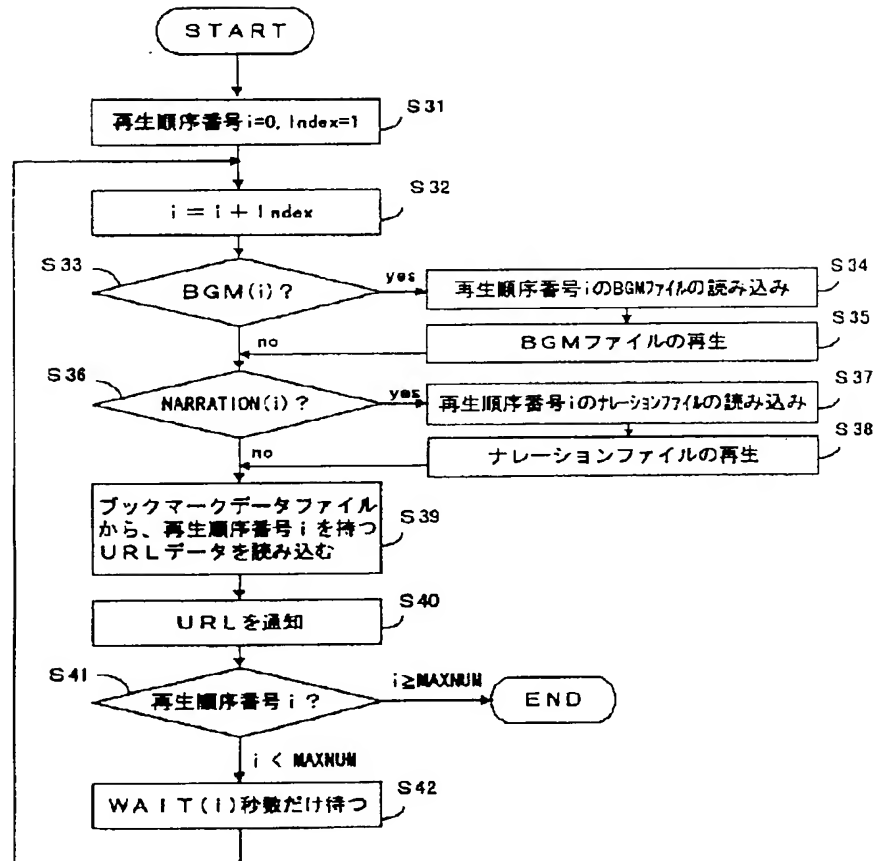 START
再生順序番号i=0, Index=1
S31
i = i + Index
S32
S33
BGM(i)?
yes
再生順序番号iのBGMファイルの読み込み
S34
no
BGMファイルの再生
S35
S36
NARRATION(i)?
yes
再生順序番号iのナレーションファイルの読み込み
S37
no
ナレーションファイルの再生
S38
ブックマークデータファイル
から、再生順序番号iを持つ
URLデータを読み込む
S39
URLを通知
S40
S41
再生順序番号i?
i≧MAXNUM
END
i < MAXNUM
WAIT(i)秒数だけ待つ
S42